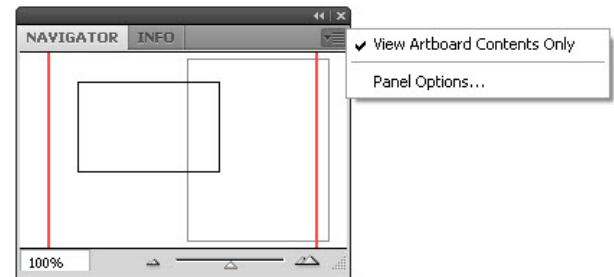 NAVIGATOR INFO
View Artboard Contents Only
Panel Options...
100%